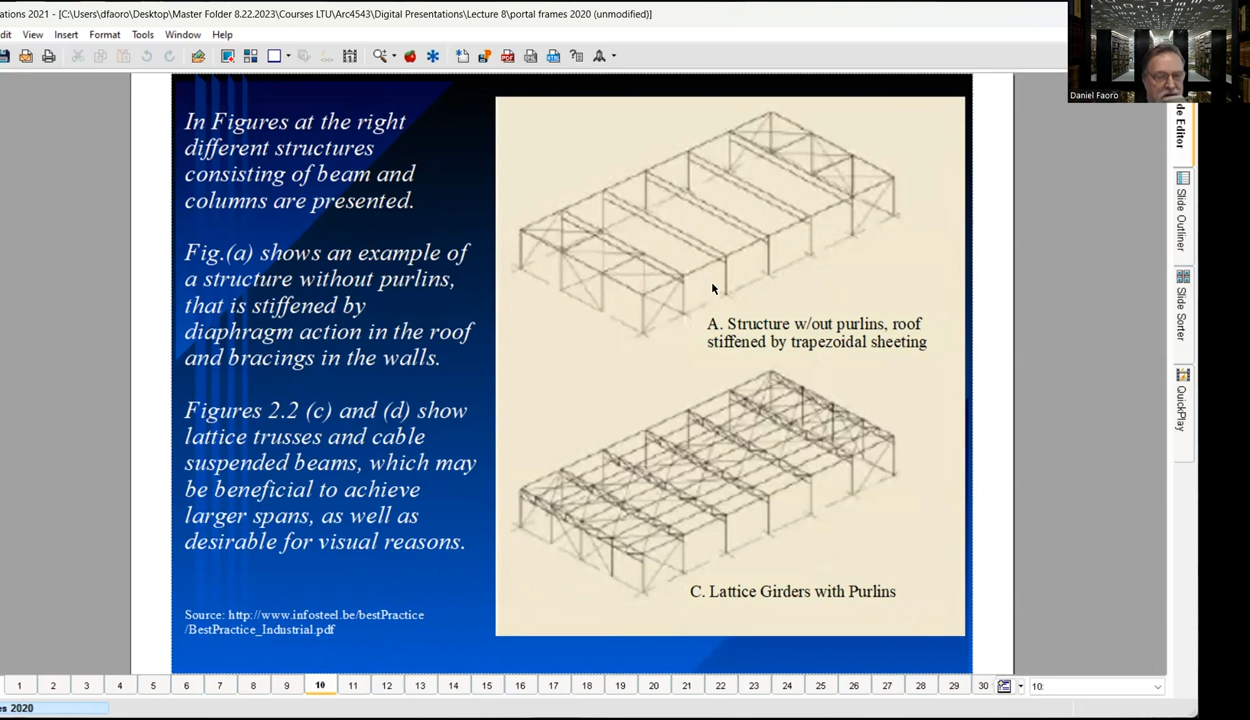 ations 2021 - [C:\Users\dfaoro\Desktop\Master Folder 8.22.2023\Courses LTU\Arc4543\Digital Presentations\Lecture 8\portal frames 2020 (unmodified)]
dit View Insert Format Tools Window Help
Daniel Faoro
In Figures at the right
different structures
consisting of beam and
columns are presented.
Fig.(a) shows an example of
a structure without purlins,
that is stiffened by
diaphragm action in the roof
and bracings in the walls.
Figures 2.2 (c) and (d) show
lattice trusses and cable
suspended beams, which may
be beneficial to achieve
larger spans, as well as
desirable for visual reasons.
Source: http://www.infosteel.be/bestPractice
/BestPractice_Industrial.pdf
A. Structure w/out purlins, roof
stiffened by trapezoidal sheeting
C. Lattice Girders with Purlins
de Editor
Slide Outliner
Slide Sorter
QuickPlay
1 2 3 4 5 6 7 8 9 10 11 12 13 14 15 16 17 18 19 20 21 22 23 24 25 26 27 28 29 30 10:
es 2020